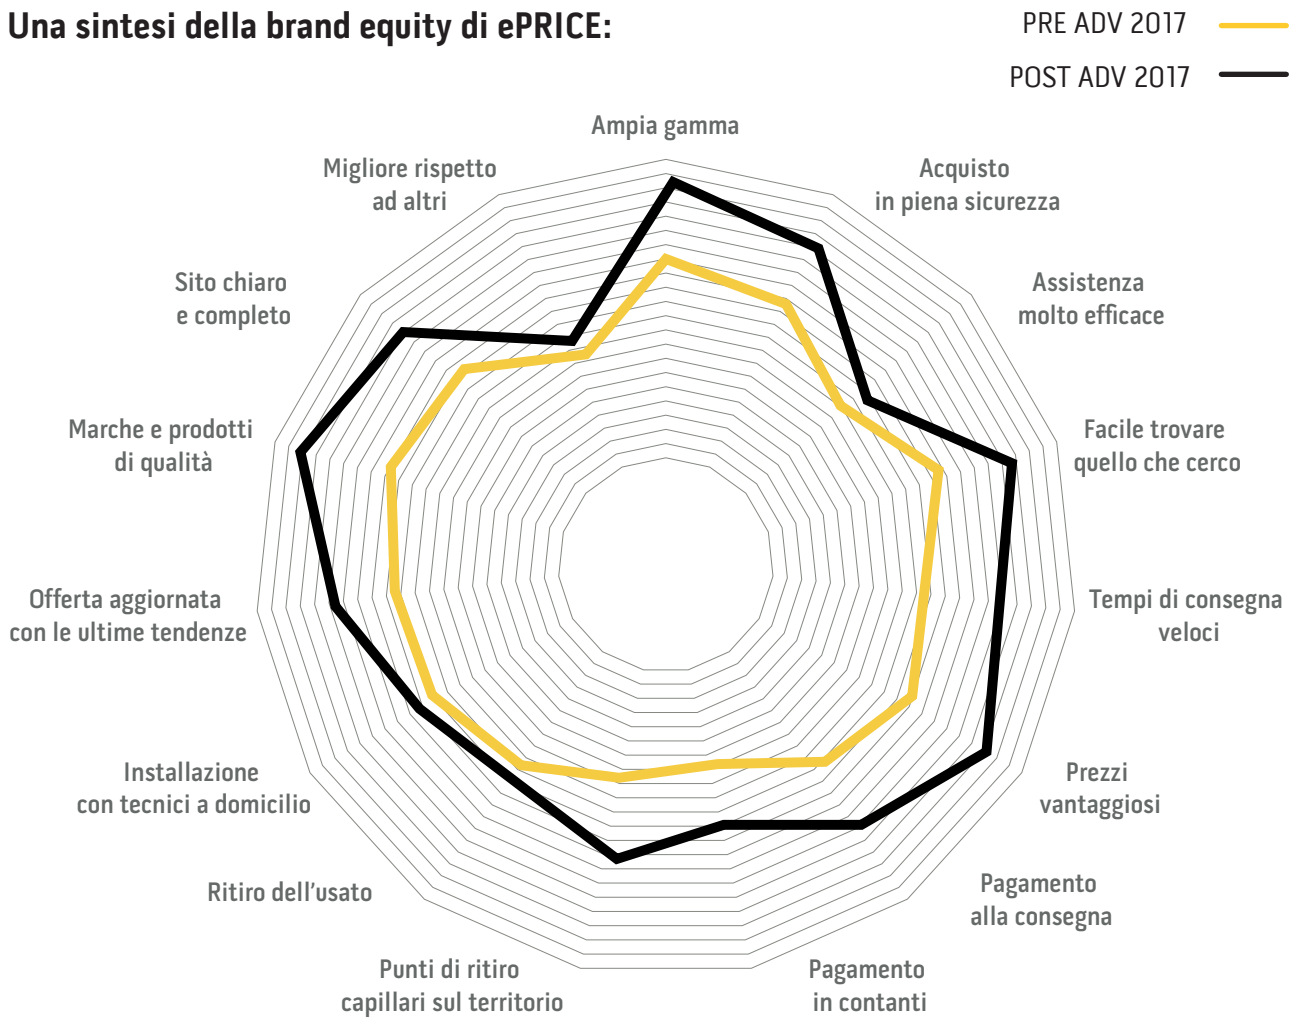 Una sintesi della brand equity di ePRICE:
PRE ADV 2017
POST ADV 2017
Ampia gamma
Acquisto
in piena sicurezza
Assistenza
molto efficace
Facile trovare
quello che cerco
Tempi di consegna
veloci
Prezzi
vantaggiosi
Pagamento
alla consegna
Pagamento
in contanti
Punti di ritiro
capillari sul territorio
Ritiro dell'usato
Installazione
con tecnici a domicilio
Offerta aggiornata
con le ultime tendenze
Marche e prodotti
di qualità
Sito chiaro
e completo
Migliore rispetto
ad altri